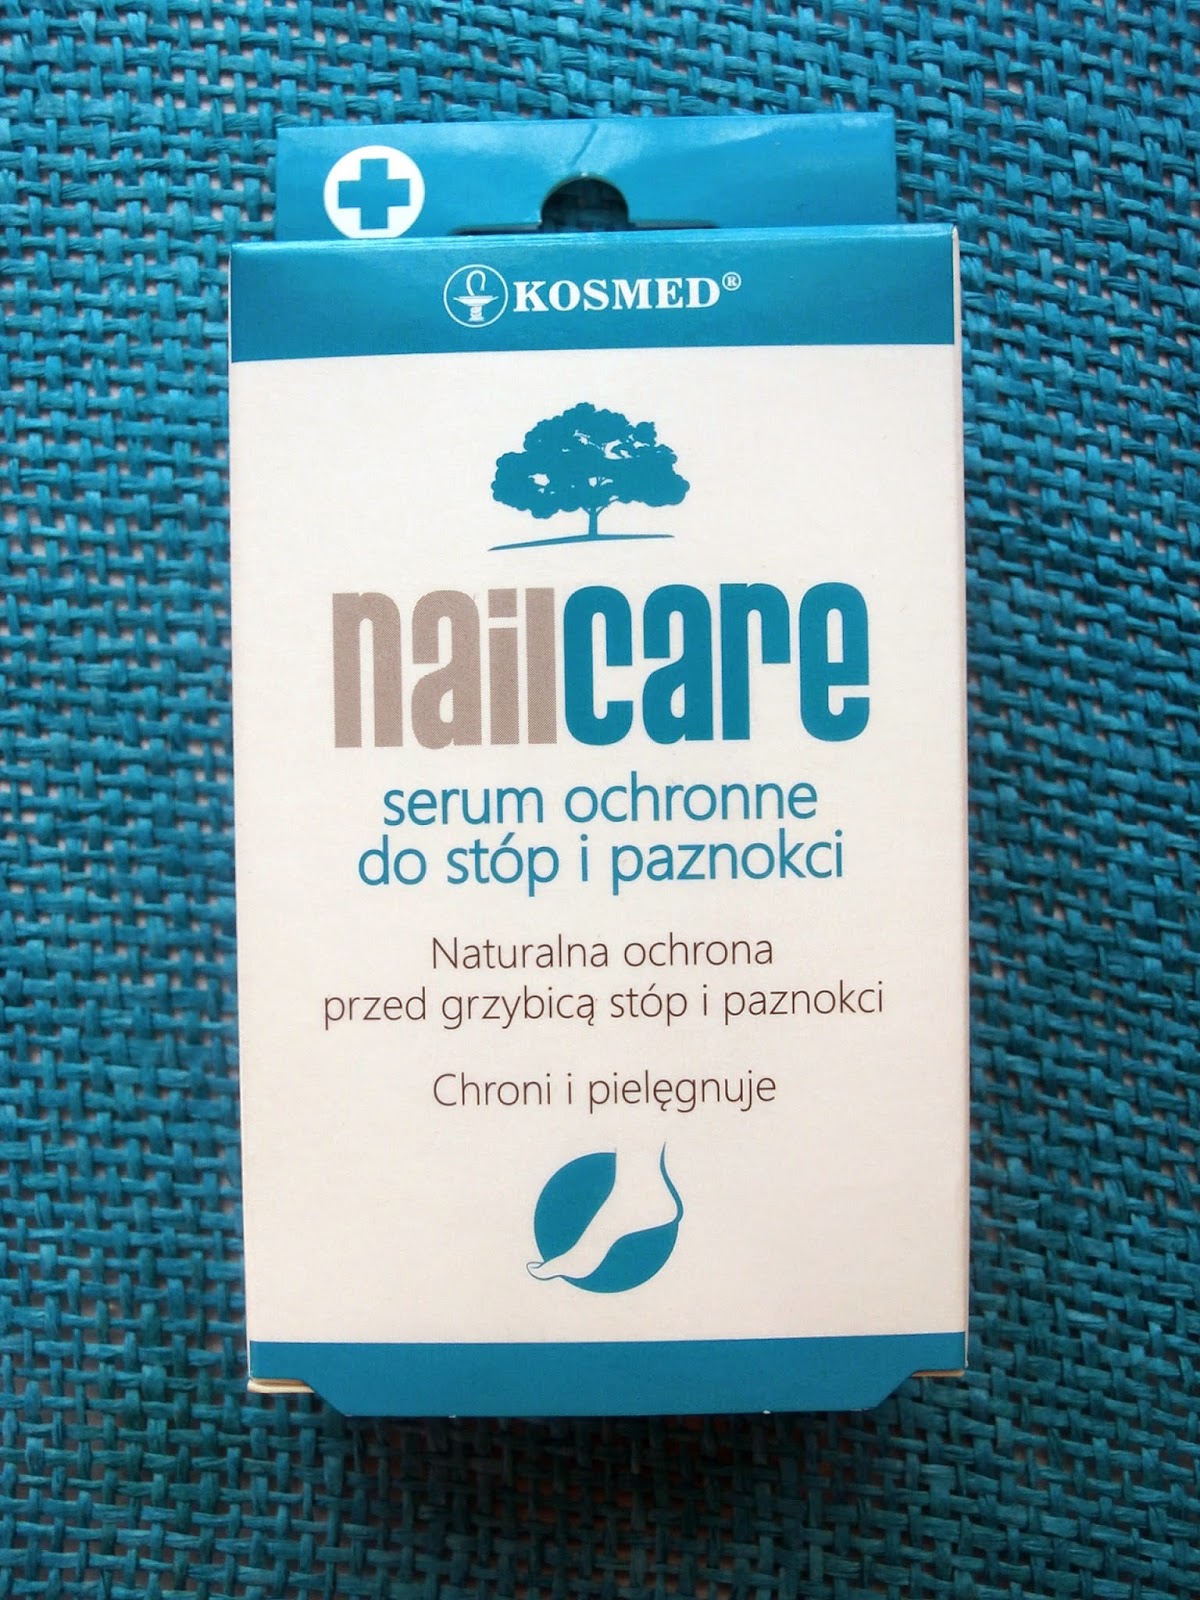 KOSMED®
nailcare
serum ochronne
do stóp i paznokci
Naturalna ochrona
przed grzybicą stóp i paznokci
Chroni i pielęgnuje